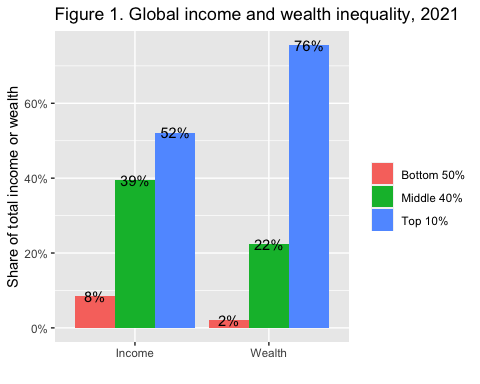 Figure 1. Global income and wealth inequality, 2021
Share of total income or wealth
60%
40%
20%
0%
8%
39%
52%
2%
22%
76%
Income
Wealth
Bottom 50%
Middle 40%
Top 10%